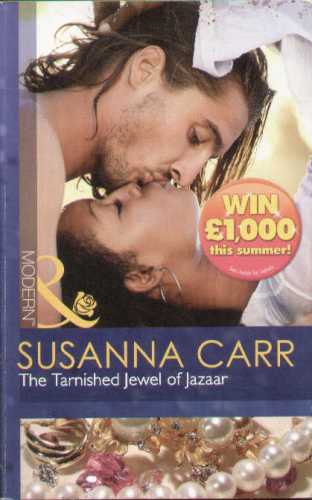 WIN
£1,000
this summer!
MODERN
SUSANNA CARR
The Tarnished Jewel of Jazaar